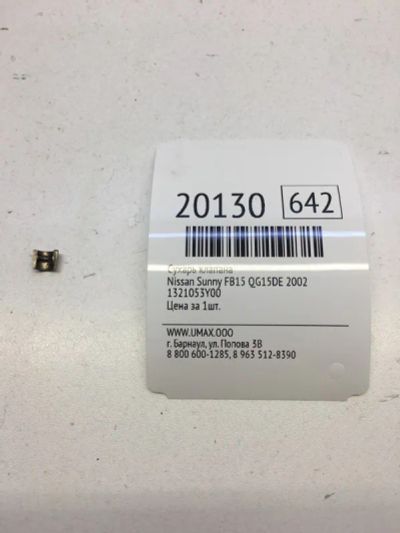 20130 642
Сухарь клапана
Nissan Sunny FB15 QG15DE 2002
1321053Y00
Цена за 1шт.
WWW.UMAX.OOO
г. Барнаул, ул. Попова 3В
8 800 600-1285, 8 963 512-8390